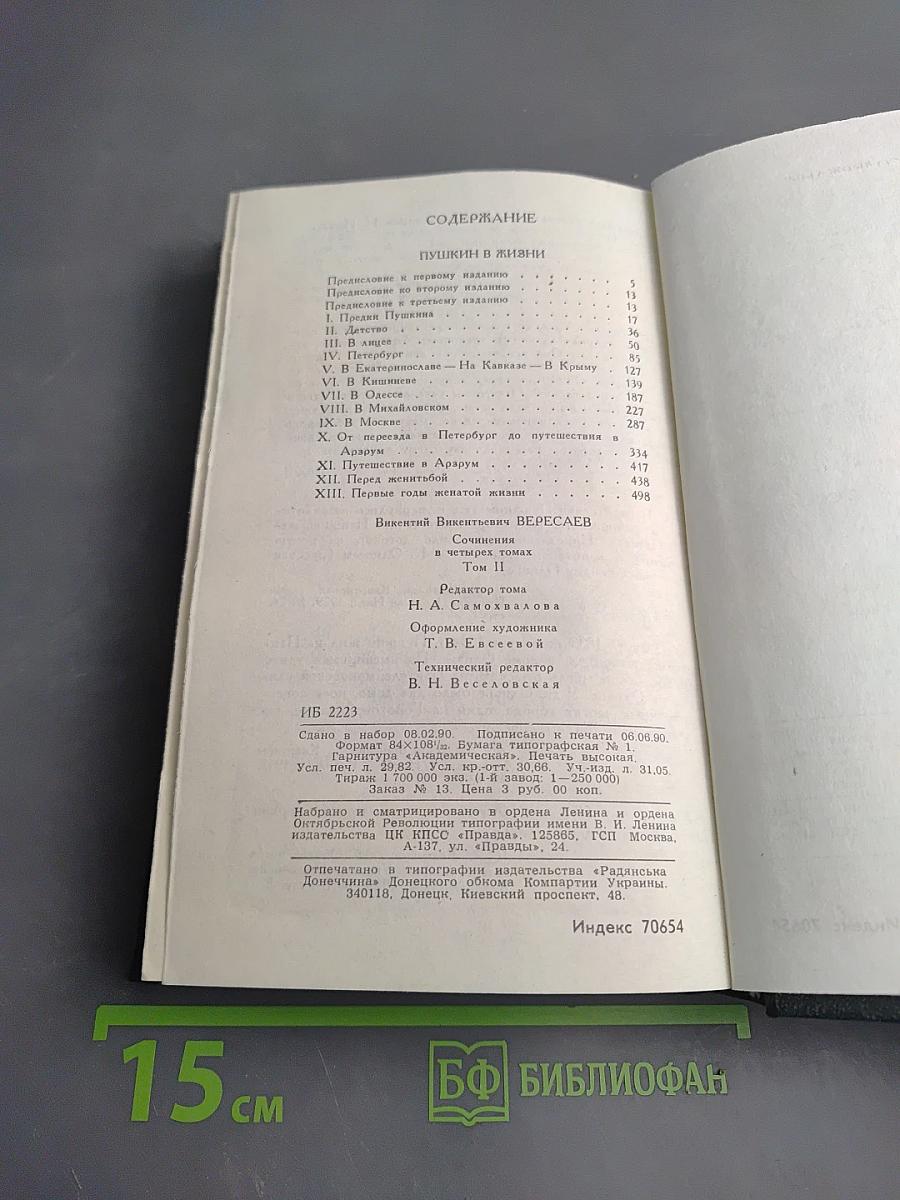 СОДЕРЖАНИЕ
ПУШКИН В ЖИЗНИ
Предисловие к первому изданию . . . . . . 5
Предисловие ко второму изданию . . . . . . 13
Предисловие к третьему изданию . . . . . . 13
I. Предки Пушкина . . . . . . . . . . 17
II. Детство . . . . . . . . . . . . . 36
III. В лицее . . . . . . . . . . . . . 50
IV. Петербург . . . . . . . . . . . . 85
V. В Екатеринославе — На Кавказе — В Крыму . 127
VI. В Кишиневе . . . . . . . . . . . 139
VII. В Одессе . . . . . . . . . . . . 187
VIII. В Михайловском . . . . . . . . . . 227
IX. В Москве . . . . . . . . . . . . 287
X. От переезда в Петербург до путешествия в
Арзрум . . . . . . . . . . . . . 334
XI. Путешествие в Арзрум . . . . . . . . 417
XII. Перед женитьбой . . . . . . . . . . 438
XIII. Первые годы женатой жизни . . . . . . 498
Викентий Викентьевич ВЕРЕСАЕВ
Сочинения
в четырех томах
Том II
Редактор тома
Н. А. Самохвалова
Оформление художника
Т. В. Евсеевой
Технический редактор
В. Н. Веселовская
ИБ 2223
Сдано в набор 08.02.90. Подписано к печати 06.06.90.
Формат 84×108¹/₃₂. Бумага типографская № 1.
Гарнитура «Академическая». Печать высокая.
Усл. печ. л. 29,82. Усл. кр.-отт. 30,66. Уч.-изд. л. 31,05.
Тираж 1 700 000 экз. (1-й завод: 1—250 000)
Заказ № 13. Цена 3 руб. 00 коп.
Набрано и сматрицировано в ордена Ленина и ордена
Октябрьской Революции типографии имени В. И. Ленина
издательства ЦК КПСС «Правда». 125865, ГСП Москва,
А-137, ул. «Правды», 24.
Отпечатано в типографии издательства «Радянська
Донеччина» Донецкого обкома Компартии Украины.
340118, Донецк, Киевский проспект, 48.
Индекс 70654
15 см
БФ БИБЛИОФАН